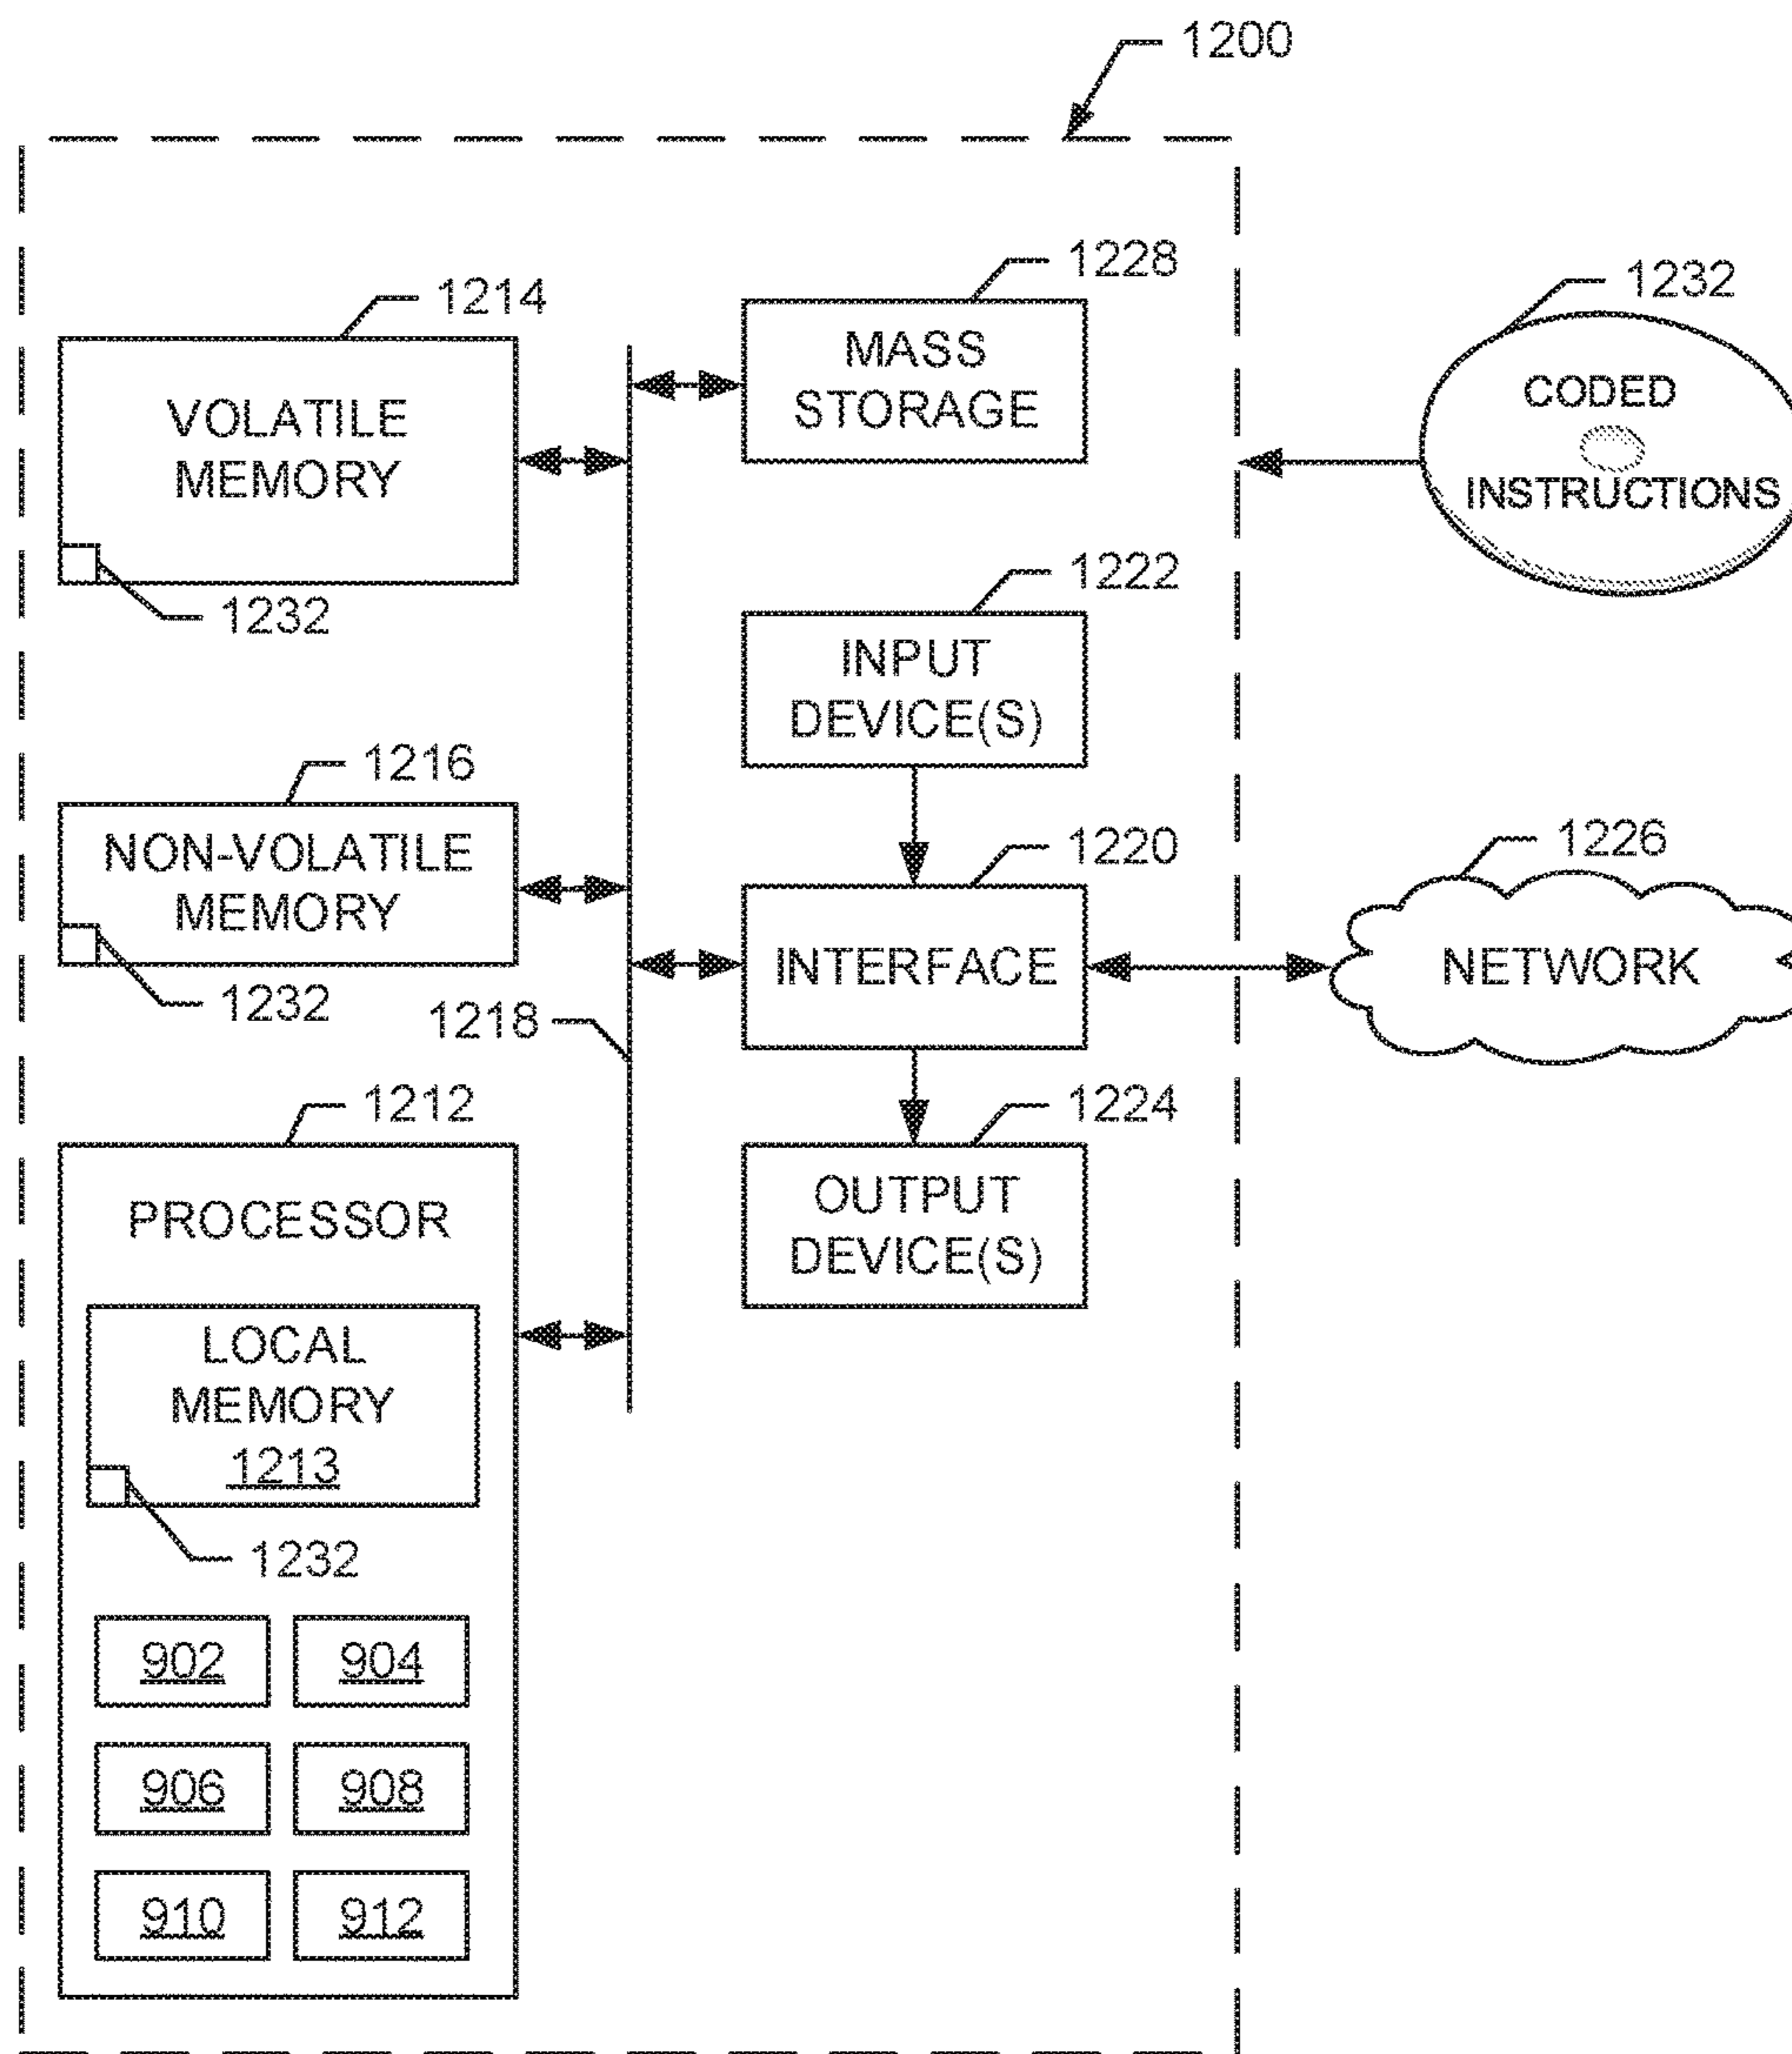 1200
1228
1214
MASS
STORAGE
VOLATILE
MEMORY
1232
1232
CODED
INSTRUCTIONS
1222
INPUT
DEVICE(S)
1216
NON-VOLATILE
MEMORY
1232
1218
1220
INTERFACE
1226
NETWORK
1212
PROCESSOR
1224
OUTPUT
DEVICE(S)
LOCAL
MEMORY
1213
1232
902
904
906
908
910
912